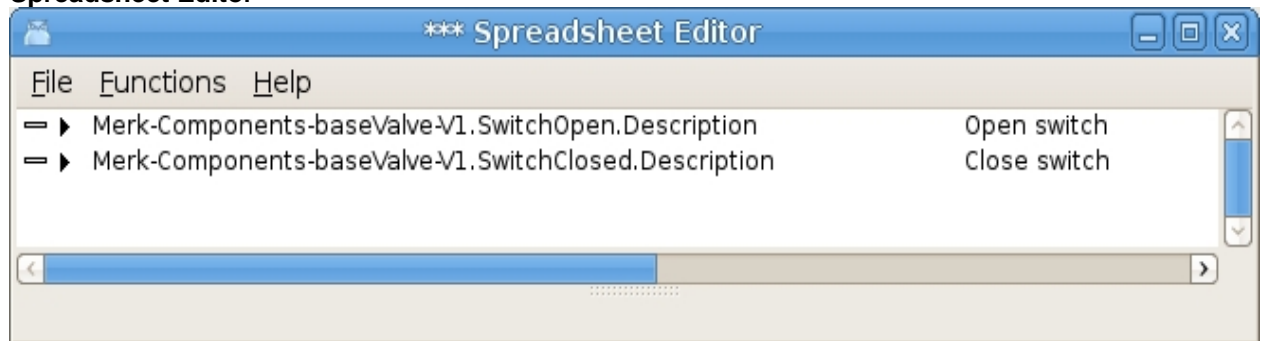 Spreadsheet Editor
*** Spreadsheet Editor
File Functions Help
Merk-Components-baseValve-V1.SwitchOpen.Description Open switch
Merk-Components-baseValve-V1.SwitchClosed.Description Close switch